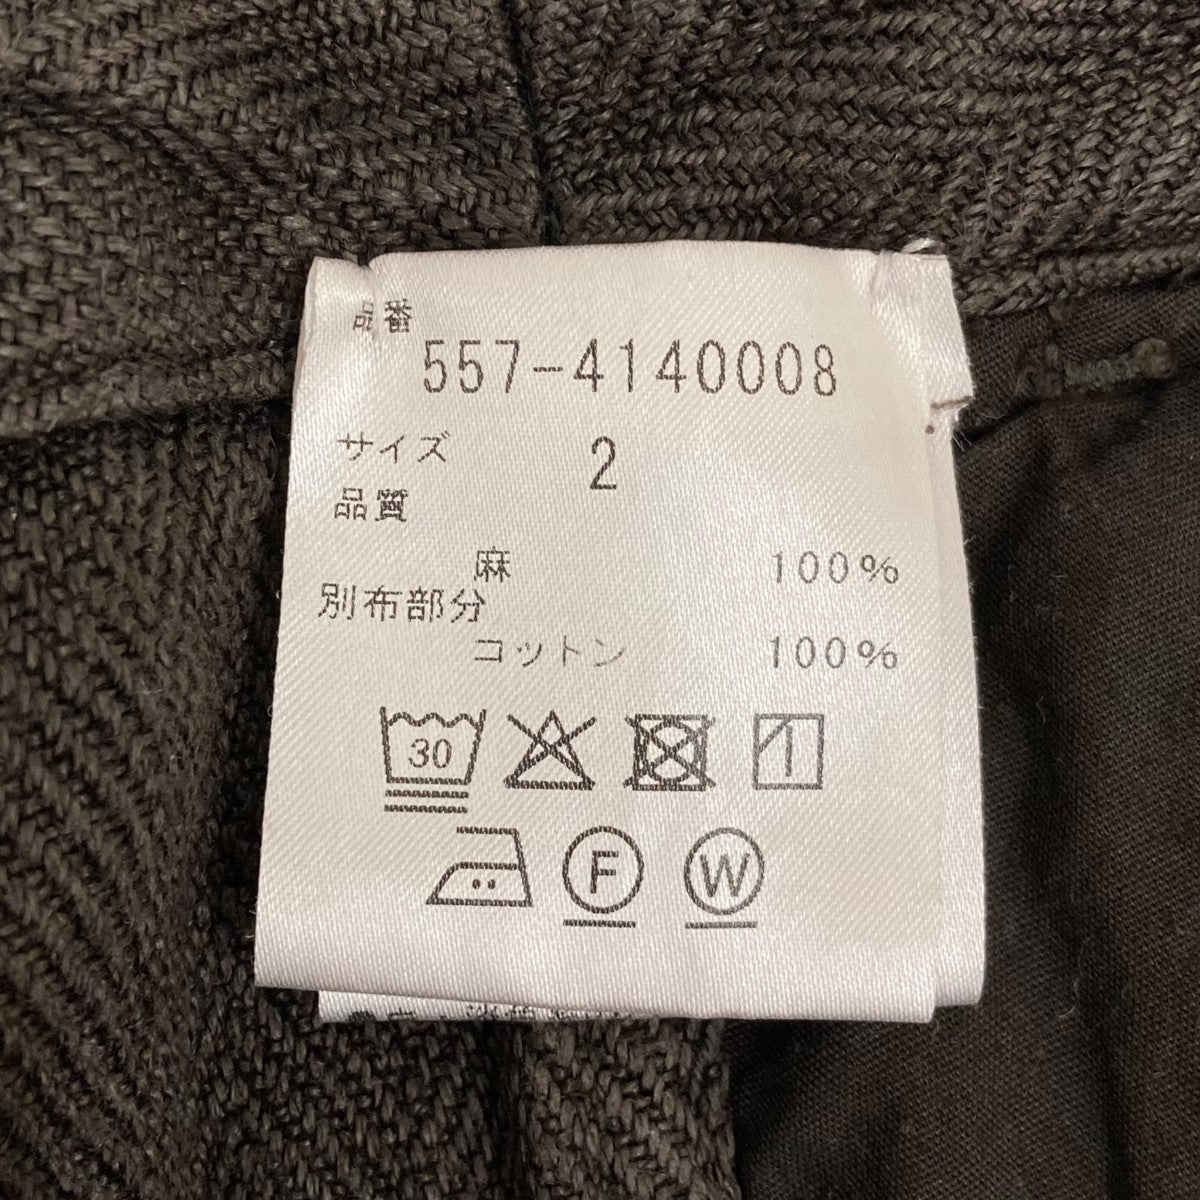 品番
557-4140008
サイズ 2
品質
麻 100%
別布部分
コットン 100%
30
F W